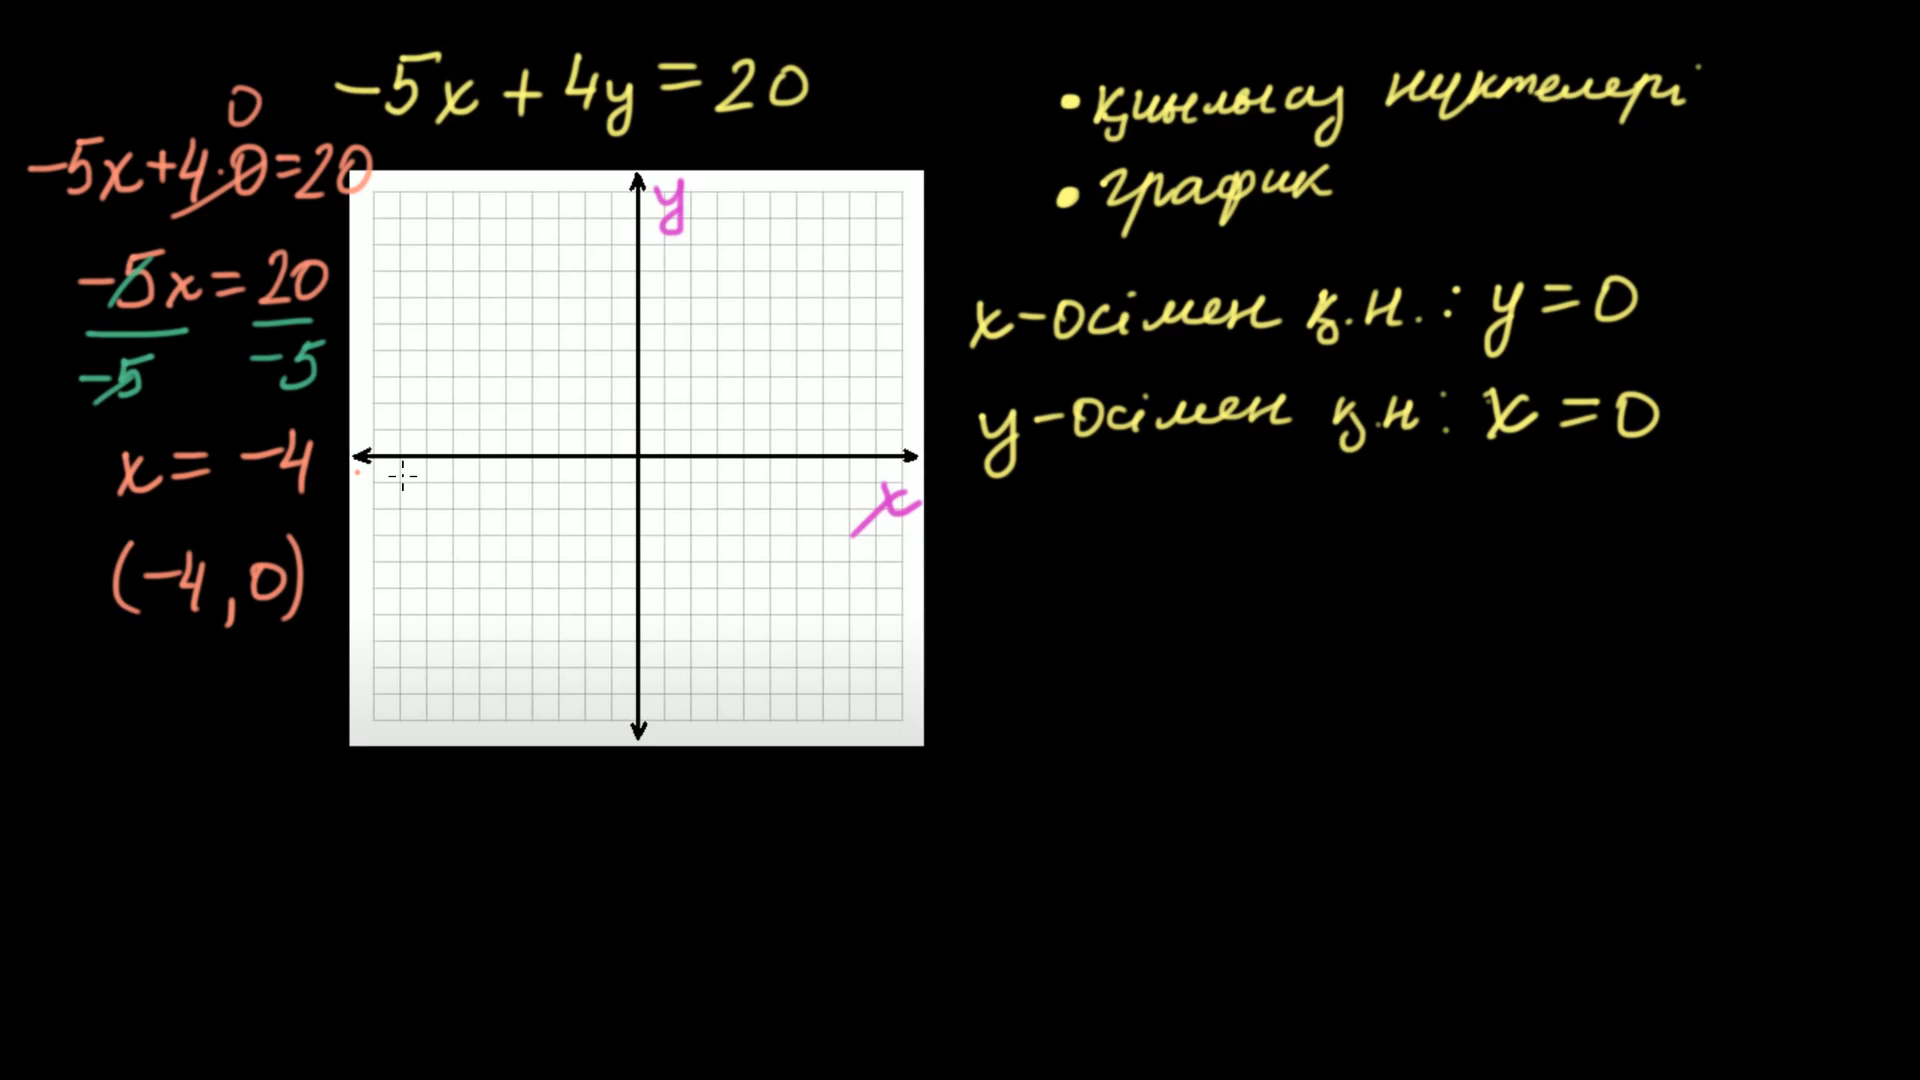 -5x + 4y = 20
0
-5x + 4·0 = 20
-5x = 20
-5 -5
x = -4
(-4, 0)
y
x
• қиылысу нүктелері
• график
x-осімен қ.н.: y = 0
y-осімен қ.н: x = 0